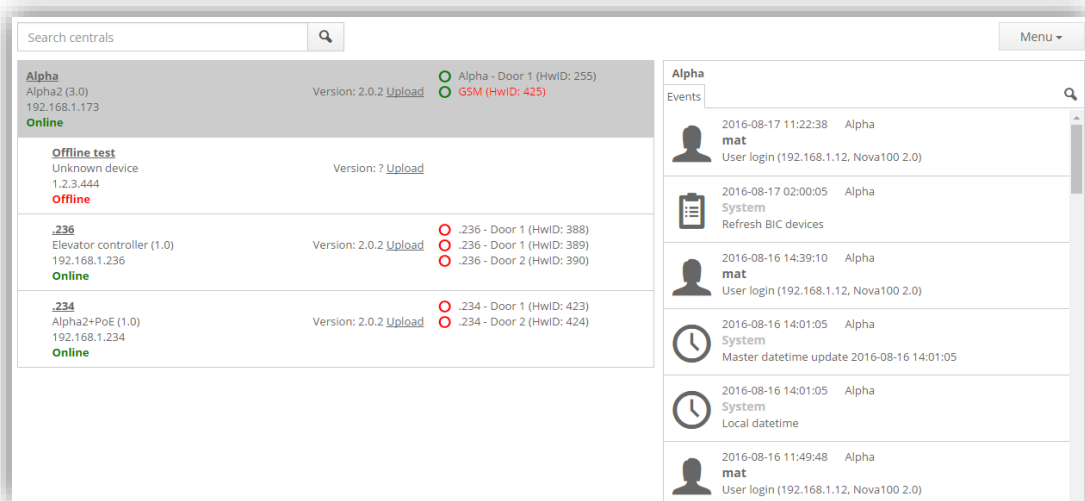 Search centrals
Menu
Alpha
Alpha2 (3.0)
192.168.1.173
Online
Version: 2.0.2 Upload
Alpha - Door 1 (HwID: 255)
GSM (HwID: 425)
Offline test
Unknown device
1.2.3.444
Offline
Version: ? Upload
.236
Elevator controller (1.0)
192.168.1.236
Online
Version: 2.0.2 Upload
.236 - Door 1 (HwID: 388)
.236 - Door 1 (HwID: 389)
.236 - Door 2 (HwID: 390)
.234
Alpha2+PoE (1.0)
192.168.1.234
Online
Version: 2.0.2 Upload
.234 - Door 1 (HwID: 423)
.234 - Door 2 (HwID: 424)
Alpha
Events
2016-08-17 11:22:38 Alpha
mat
User login (192.168.1.12, Nova100 2.0)
2016-08-17 02:00:05 Alpha
System
Refresh BIC devices
2016-08-16 14:39:10 Alpha
mat
User login (192.168.1.12, Nova100 2.0)
2016-08-16 14:01:05 Alpha
System
Master datetime update 2016-08-16 14:01:05
2016-08-16 14:01:05 Alpha
System
Local datetime
2016-08-16 11:49:48 Alpha
mat
User login (192.168.1.12, Nova100 2.0)